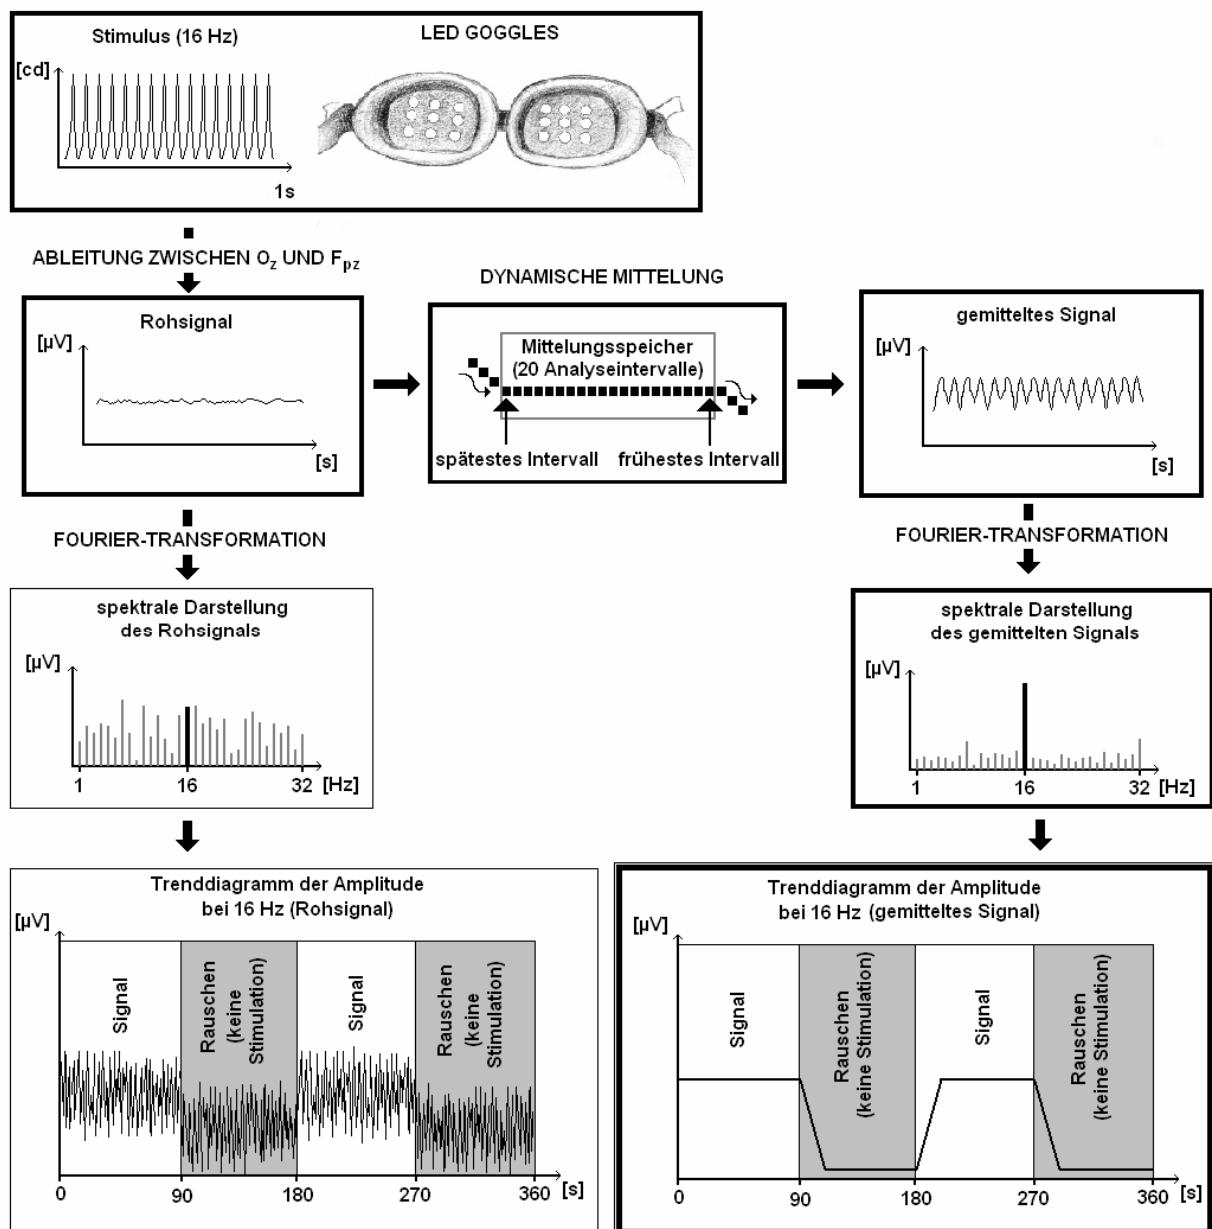 Stimulus (16 Hz)
LED GOGGLES
[cd]
1s
ABLEITUNG ZWISCHEN Oz UND Fpz
DYNAMISCHE MITTELUNG
Rohsignal
[µV]
[s]
Mittelungsspeicher
(20 Analyseintervalle)
spätestes Intervall
frühestes Intervall
gemitteltes Signal
[µV]
[s]
FOURIER-TRANSFORMATION
FOURIER-TRANSFORMATION
spektrale Darstellung
des Rohsignals
[µV]
1 16 32 [Hz]
spektrale Darstellung
des gemittelten Signals
[µV]
1 16 32 [Hz]
Trenddiagramm der Amplitude
bei 16 Hz (Rohsignal)
[µV]
Signal
Rauschen
(keine
Stimulation)
Signal
Rauschen
(keine
Stimulation)
0 90 180 270 360 [s]
Trenddiagramm der Amplitude
bei 16 Hz (gemitteltes Signal)
[µV]
Signal
Rauschen
(keine Stimulation)
Signal
Rauschen
(keine Stimulation)
0 90 180 270 360 [s]